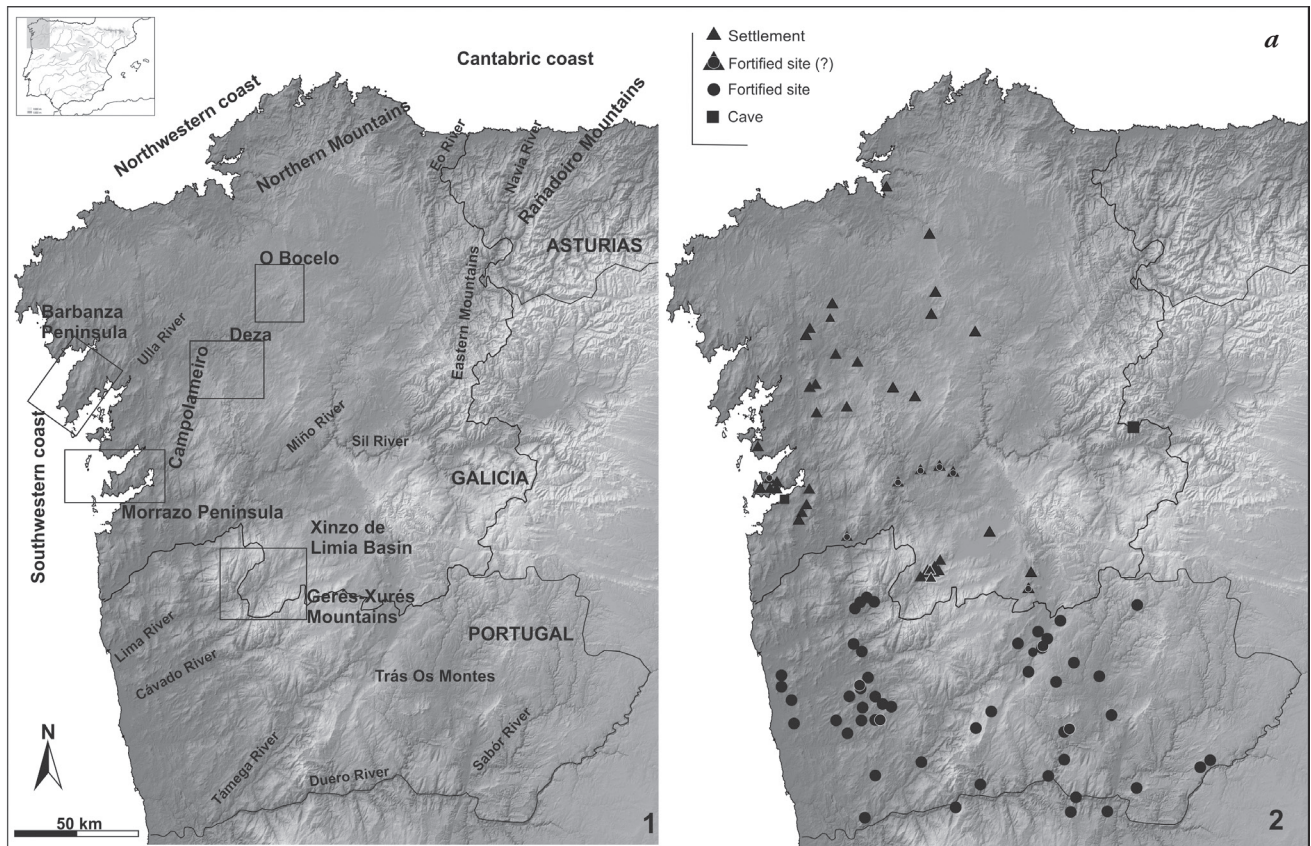 Cantabric coast
Northwestern coast
Northern Mountains
Eo River
Navia River
Rañadoiro Mountains
ASTURIAS
O Bocelo
Eastern Mountains
Barbanza
Peninsula
Ulla River
Deza
Campolameiro
Miño River
Sil River
Southwestern coast
GALICIA
Morrazo Peninsula
Xinzo de
Limia Basin
Gerês-Xurés
Mountains
Lima River
PORTUGAL
Cávado River
Trás Os Montes
N
Támega River
Sabor River
Duero River
50 km
1
a
Settlement
Fortified site (?)
Fortified site
Cave
2